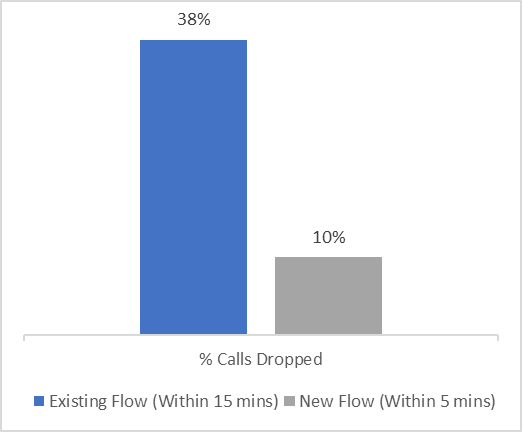 38%
10%
% Calls Dropped
Existing Flow (Within 15 mins) New Flow (Within 5 mins)